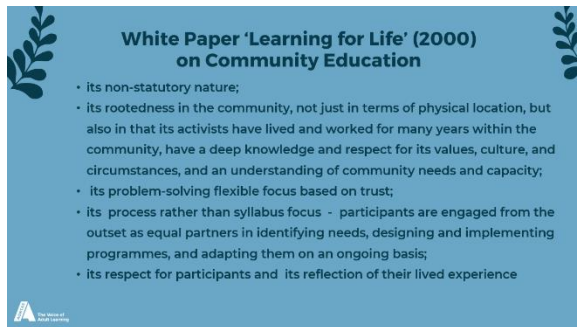 White Paper ‘Learning for Life’ (2000)
on Community Education
• its non-statutory nature;
• its rootedness in the community, not just in terms of physical location, but
also in that its activists have lived and worked for many years within the
community, have a deep knowledge and respect for its values, culture, and
circumstances, and an understanding of community needs and capacity;
• its problem-solving flexible focus based on trust;
• its process rather than syllabus focus - participants are engaged from the
outset as equal partners in identifying needs, designing and implementing
programmes, and adapting them on an ongoing basis;
• its respect for participants and its reflection of their lived experience
The Voice of
Adult Learning